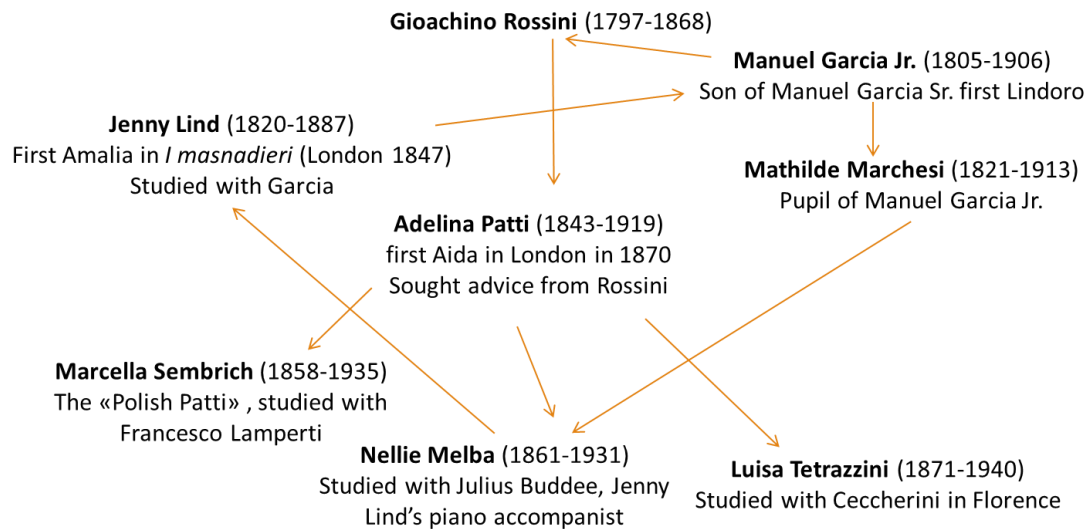 Gioachino Rossini (1797-1868)
Manuel Garcia Jr. (1805-1906)
Son of Manuel Garcia Sr. first Lindoro
Jenny Lind (1820-1887)
First Amalia in I masnadieri (London 1847)
Studied with Garcia
Mathilde Marchesi (1821-1913)
Pupil of Manuel Garcia Jr.
Adelina Patti (1843-1919)
first Aida in London in 1870
Sought advice from Rossini
Marcella Sembrich (1858-1935)
The «Polish Patti» , studied with
Francesco Lamperti
Nellie Melba (1861-1931)
Studied with Julius Buddee, Jenny
Lind's piano accompanist
Luisa Tetrazzini (1871-1940)
Studied with Ceccherini in Florence